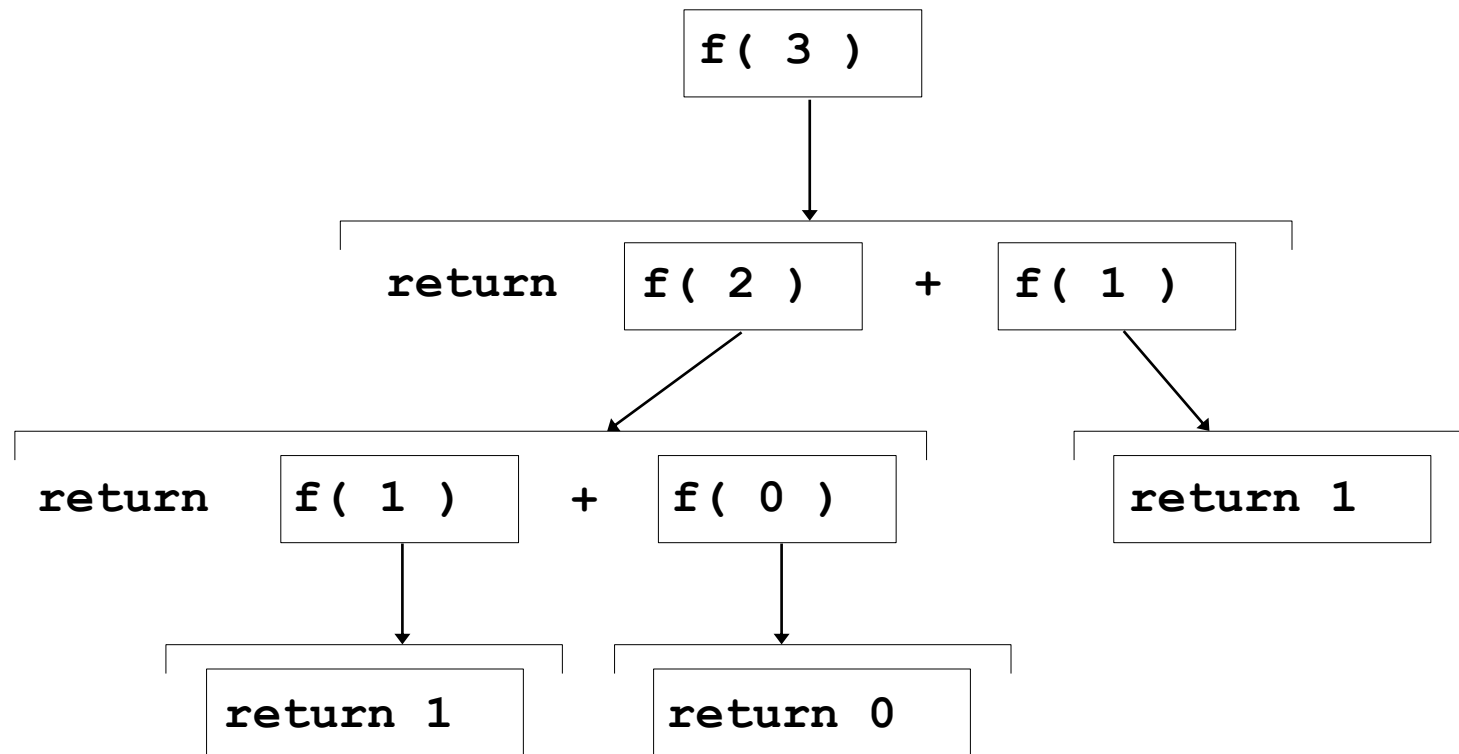 f( 3 )
return f( 2 ) + f( 1 )
return f( 1 ) + f( 0 ) return 1
return 1 return 0